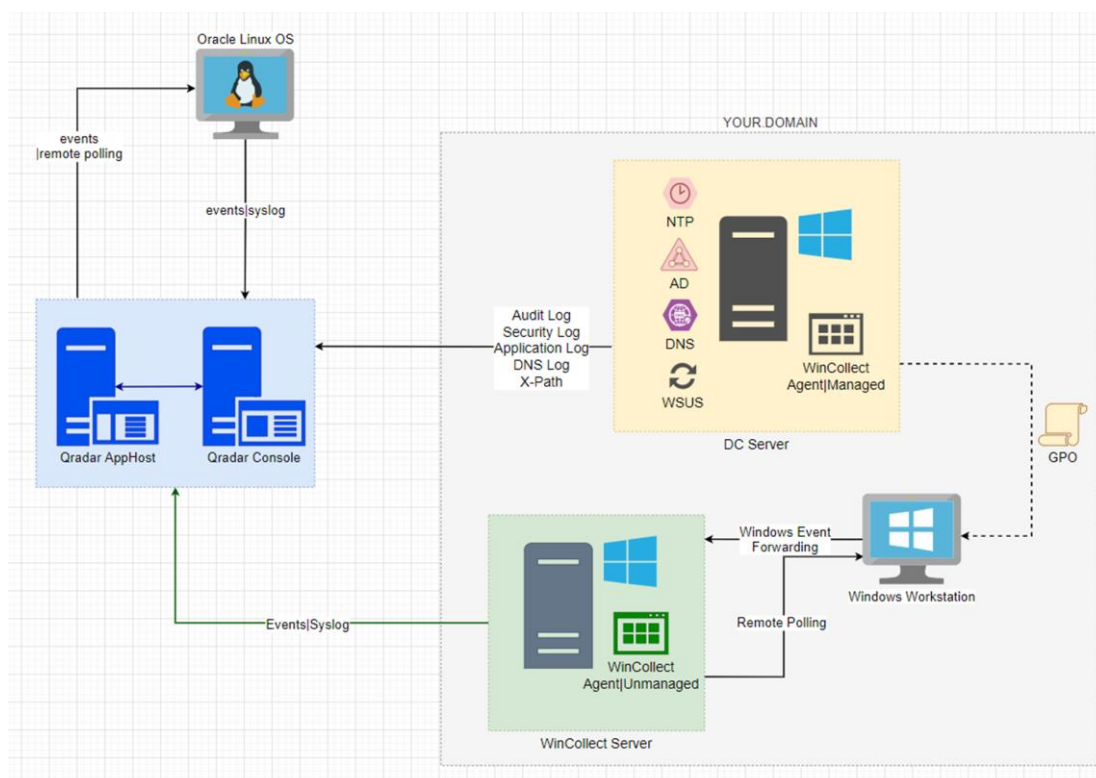 Oracle Linux OS
events
|remote polling
events|syslog
YOUR.DOMAIN
NTP
AD
DNS
WSUS
WinCollect
Agent|Managed
DC Server
Audit Log
Security Log
Application Log
DNS Log
X-Path
GPO
Qradar AppHost
Qradar Console
Windows Event
Forwarding
Windows Workstation
Remote Polling
Events|Syslog
WinCollect
Agent|Unmanaged
WinCollect Server